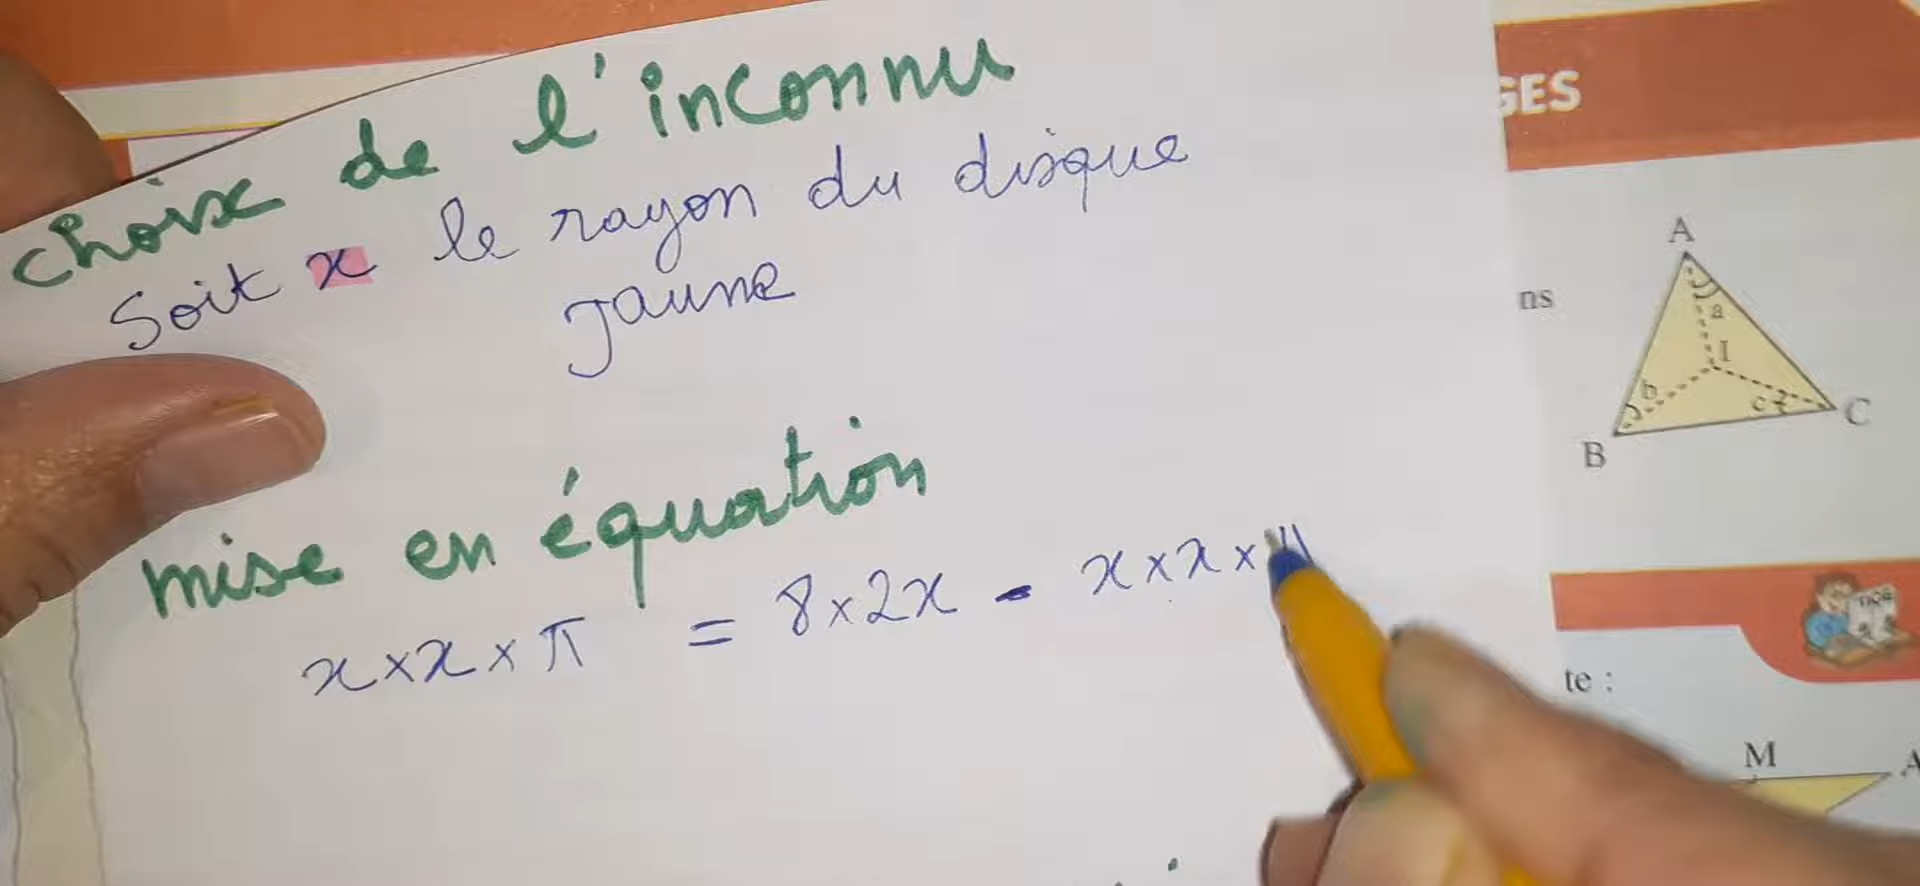 choix de l'inconnu
Soit x le rayon du disque
Jaune
mise en équation
x × x × π = 8 × 2x - x × x ×
GES
ns
A
a
I
b
c
B
C
te :
M
A